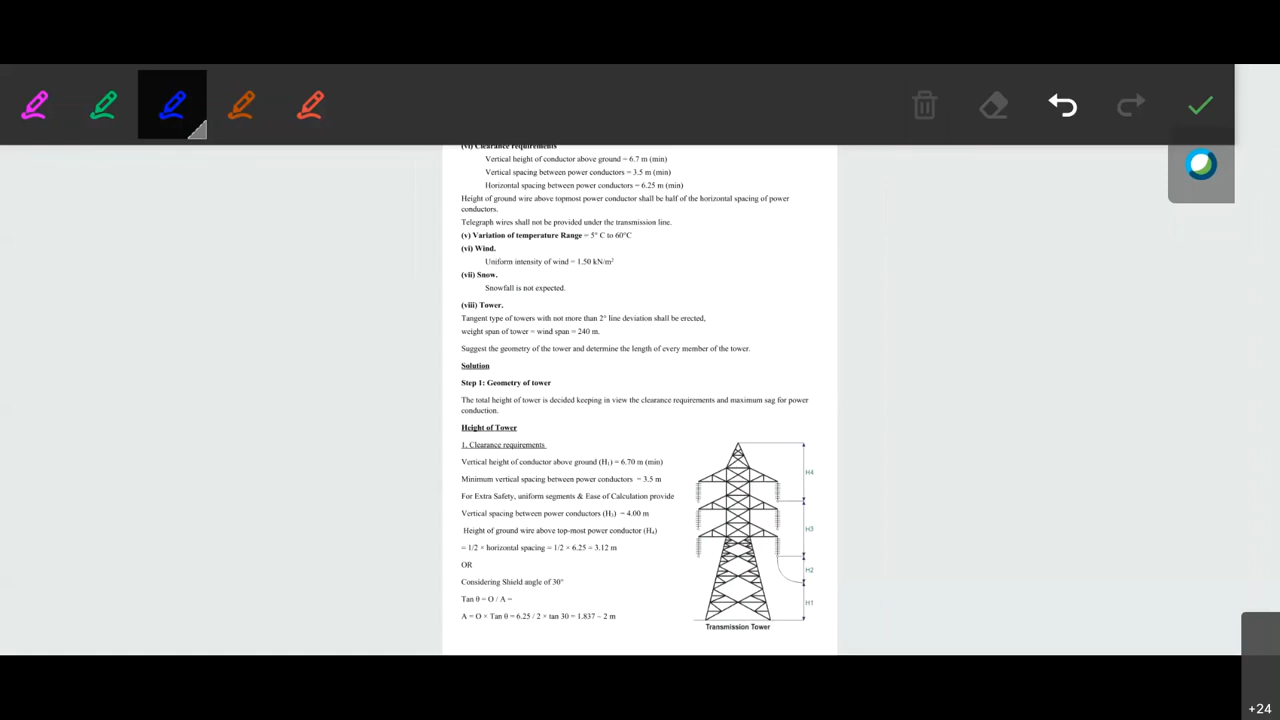 (vi) Clearance requirements
Vertical height of conductor above ground = 6.7 m (min)
Vertical spacing between power conductors = 3.5 m (min)
Horizontal spacing between power conductors = 6.25 m (min)
Height of ground wire above topmost power conductor shall be half of the horizontal spacing of power
conductors.
Telegraph wires shall not be provided under the transmission line.
(v) Variation of temperature Range = 5° C to 60°C
(vi) Wind.
Uniform intensity of wind = 1.50 kN/m²
(vii) Snow.
Snowfall is not expected.
(viii) Tower.
Tangent type of towers with not more than 2° line deviation shall be erected,
weight span of tower = wind span = 240 m.
Suggest the geometry of the tower and determine the length of every member of the tower.
Solution
Step 1: Geometry of tower
The total height of tower is decided keeping in view the clearance requirements and maximum sag for power
conduction.
Height of Tower
1. Clearance requirements
Vertical height of conductor above ground (H₁) = 6.70 m (min)
Minimum vertical spacing between power conductors = 3.5 m
For Extra Safety, uniform segments & Ease of Calculation provide
Vertical spacing between power conductors (H₃) = 4.00 m
Height of ground wire above top-most power conductor (H₄)
= 1/2 × horizontal spacing = 1/2 × 6.25 = 3.12 m
OR
Considering Shield angle of 30°
Tan θ = O / A =
A = O × Tan θ = 6.25 / 2 × tan 30 = 1.837 – 2 m
H4
H3
H2
H1
Transmission Tower
+24